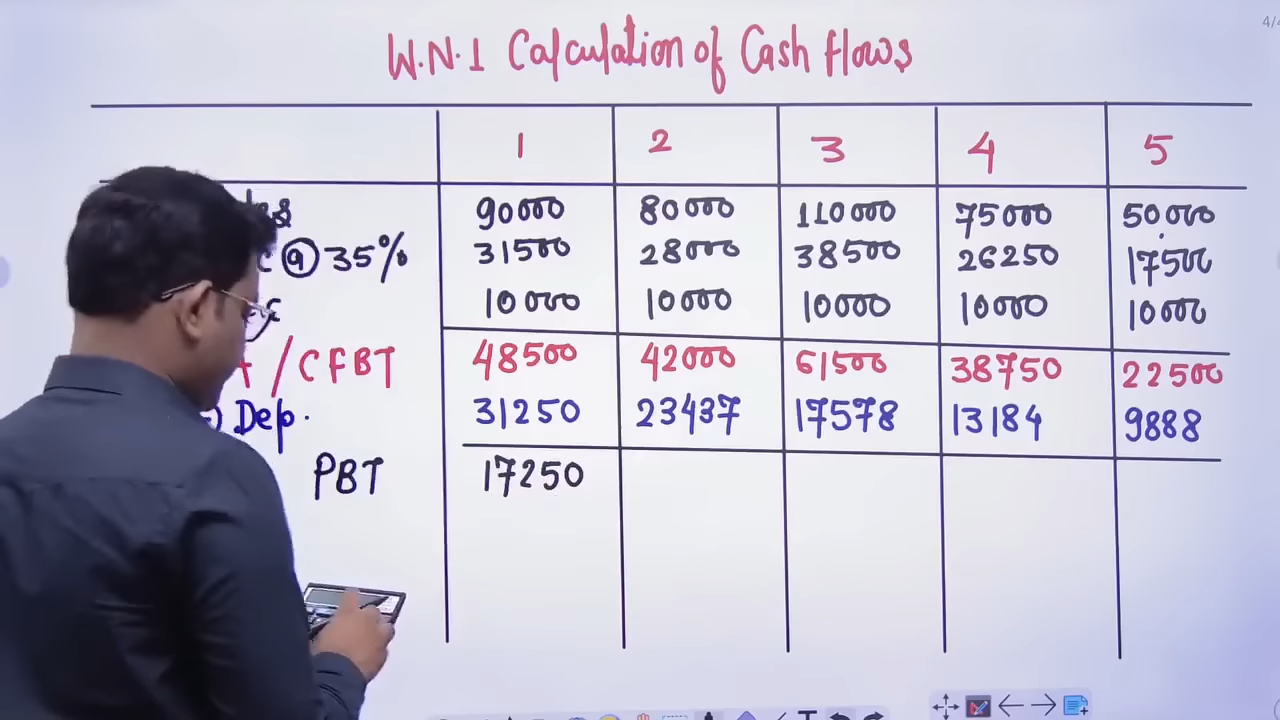 4/4
W.N.1 Calculation of Cash flows
1 2 3 4 5
90000 80000 110000 75000 50000
@ 35% 31500 28000 38500 26250 17500
10000 10000 10000 10000 10000
/ CFBT 48500 42000 61500 38750 22500
Dep. 31250 23437 17578 13184 9888
PBT 17250